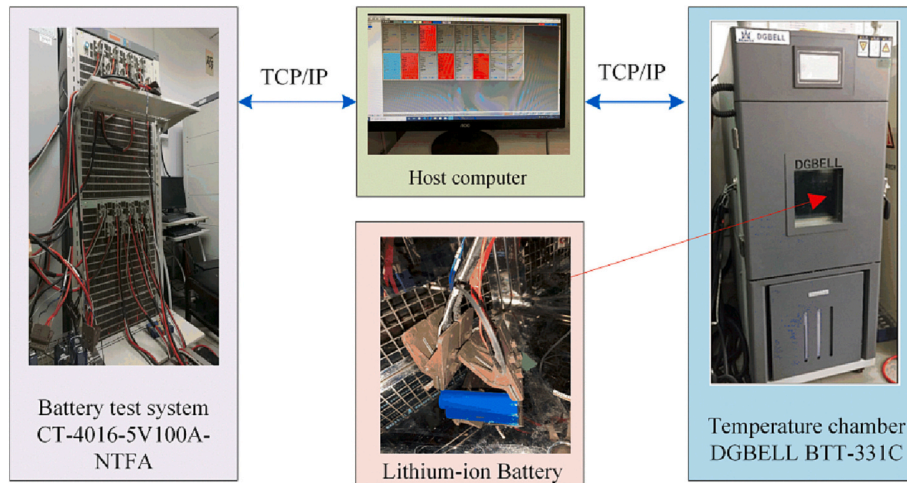 TCP/IP
TCP/IP
DGBELL
DGBELL
Host computer
Battery test system
CT-4016-5V100A-
NTFA
Lithium-ion Battery
Temperature chamber
DGBELL BTT-331C